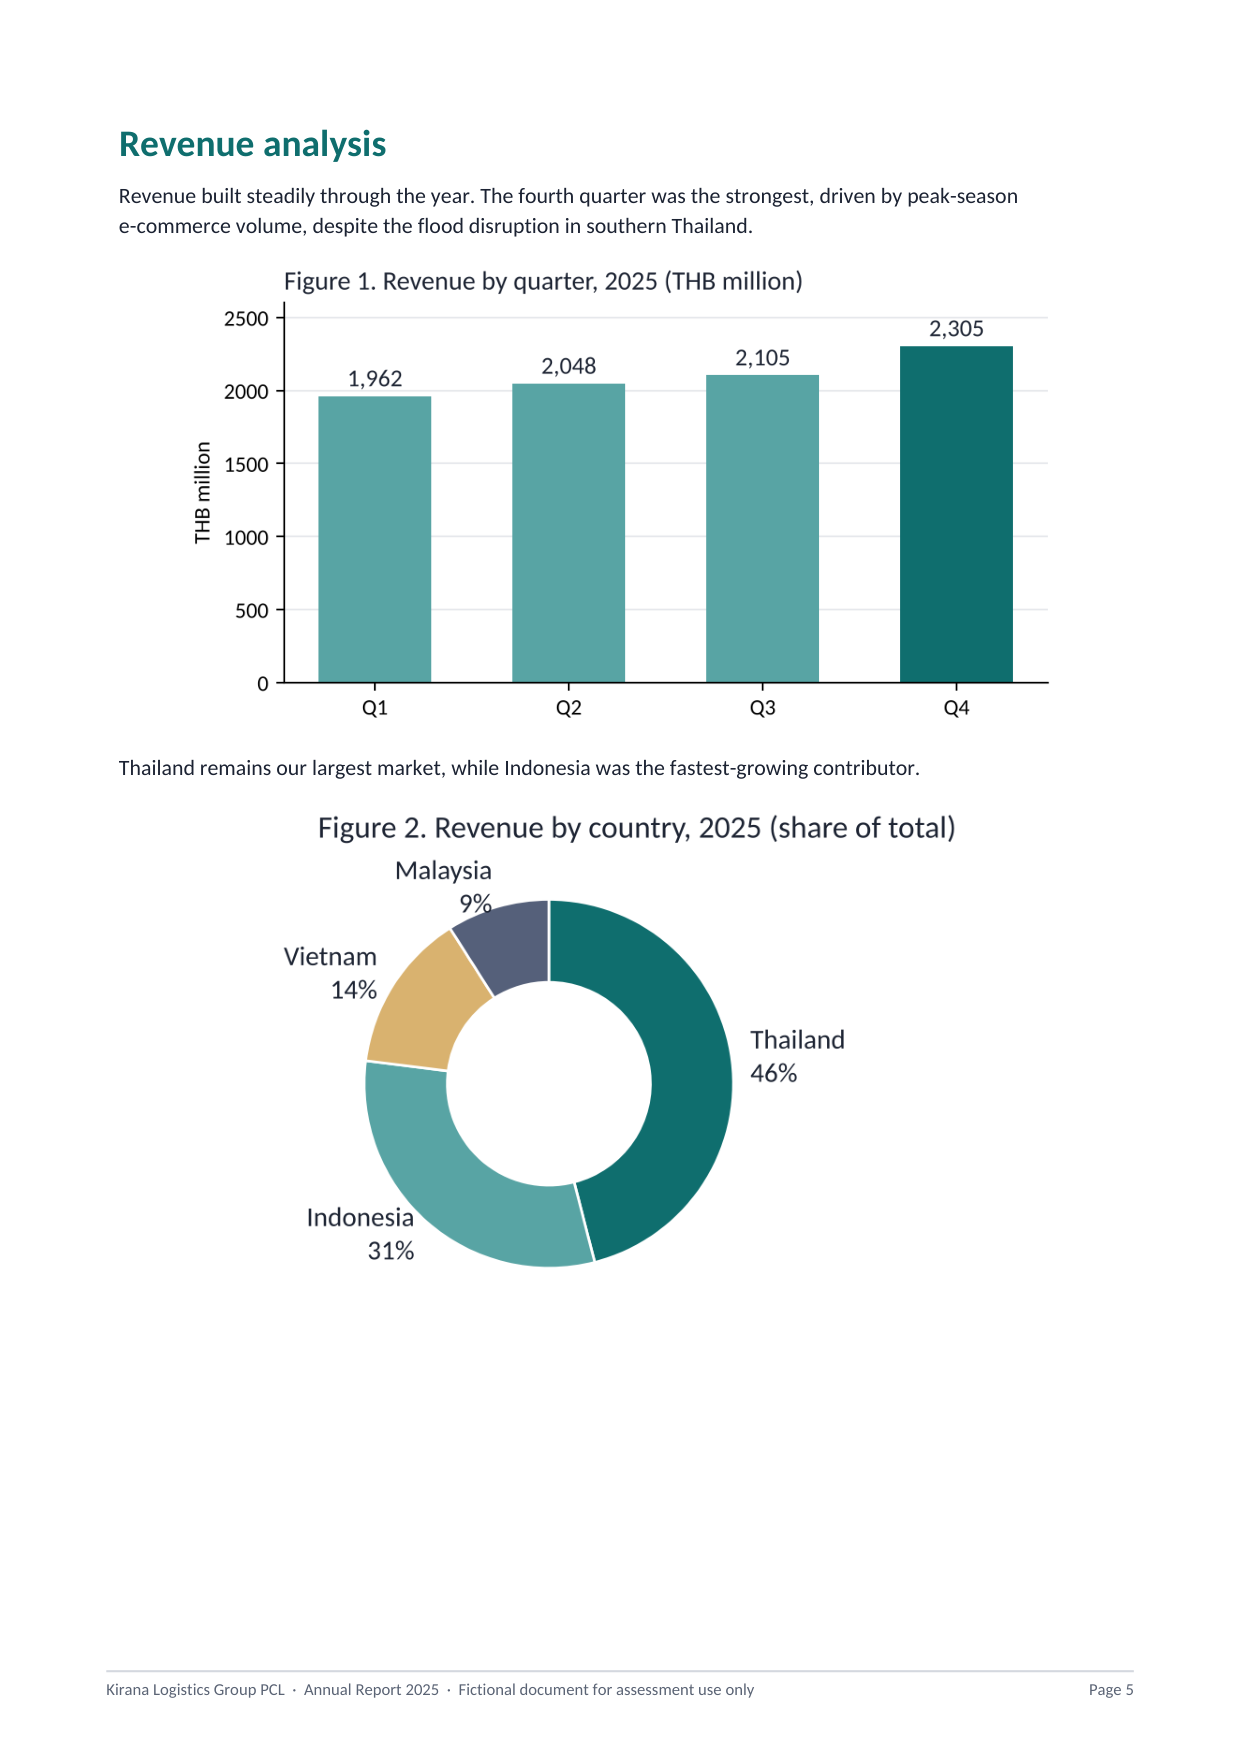 Revenue analysis
Revenue built steadily through the year. The fourth quarter was the strongest, driven by peak-season
e-commerce volume, despite the flood disruption in southern Thailand.
Figure 1. Revenue by quarter, 2025 (THB million)
THB million
2500
2000
1500
1000
500
0
1,962
2,048
2,105
2,305
Q1
Q2
Q3
Q4
Thailand remains our largest market, while Indonesia was the fastest-growing contributor.
Figure 2. Revenue by country, 2025 (share of total)
Malaysia
9%
Vietnam
14%
Thailand
46%
Indonesia
31%
Kirana Logistics Group PCL · Annual Report 2025 · Fictional document for assessment use only
Page 5